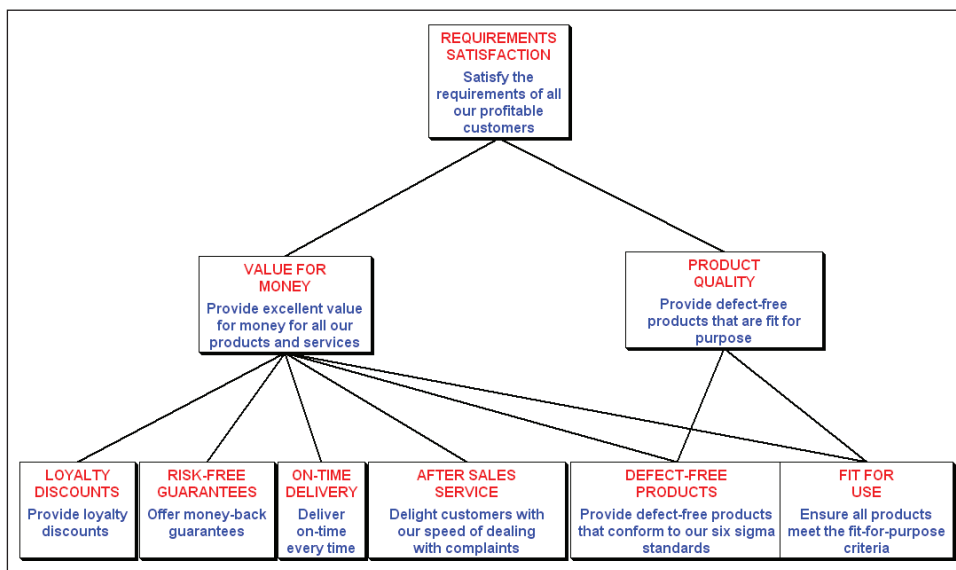 REQUIREMENTS
SATISFACTION
Satisfy the
requirements of all
our profitable
customers
VALUE FOR
MONEY
Provide excellent value
for money for all our
products and services
PRODUCT
QUALITY
Provide defect-free
products that are fit for
purpose
LOYALTY
DISCOUNTS
Provide loyalty
discounts
RISK-FREE
GUARANTEES
Offer money-back
guarantees
ON-TIME
DELIVERY
Deliver
on-time
every time
AFTER SALES
SERVICE
Delight customers with
our speed of dealing
with complaints
DEFECT-FREE
PRODUCTS
Provide defect-free products
that conform to our six sigma
standards
FIT FOR
USE
Ensure all products
meet the fit-for-purpose
criteria